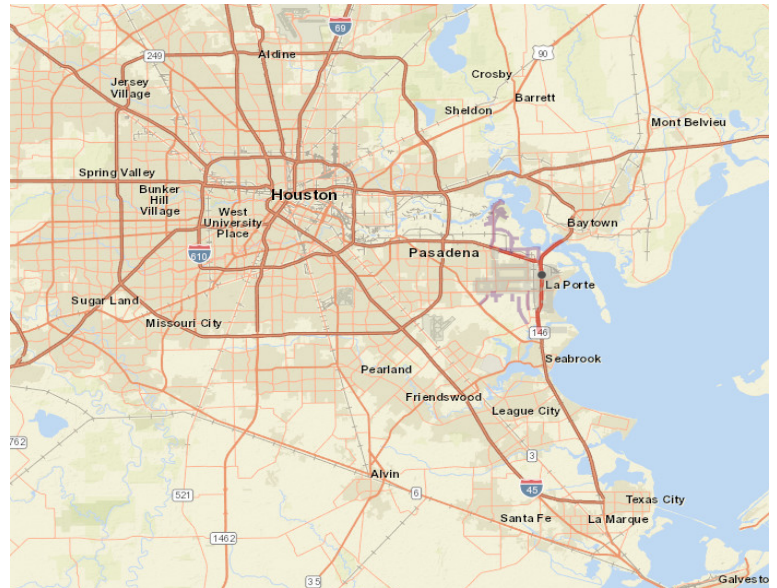 69
249
Aldine
90
Crosby
Jersey
Village
Barrett
Sheldon
Mont Belvieu
Spring Valley
Bunker
Hill
Village
Houston
West
University
Place
Baytown
610
Pasadena
La Porte
Sugar Land
Missouri City
146
Seabrook
Pearland
Friendswood
League City
762
3
Alvin
45
521
6
Texas City
Santa Fe
La Marque
1462
35
Galvesto